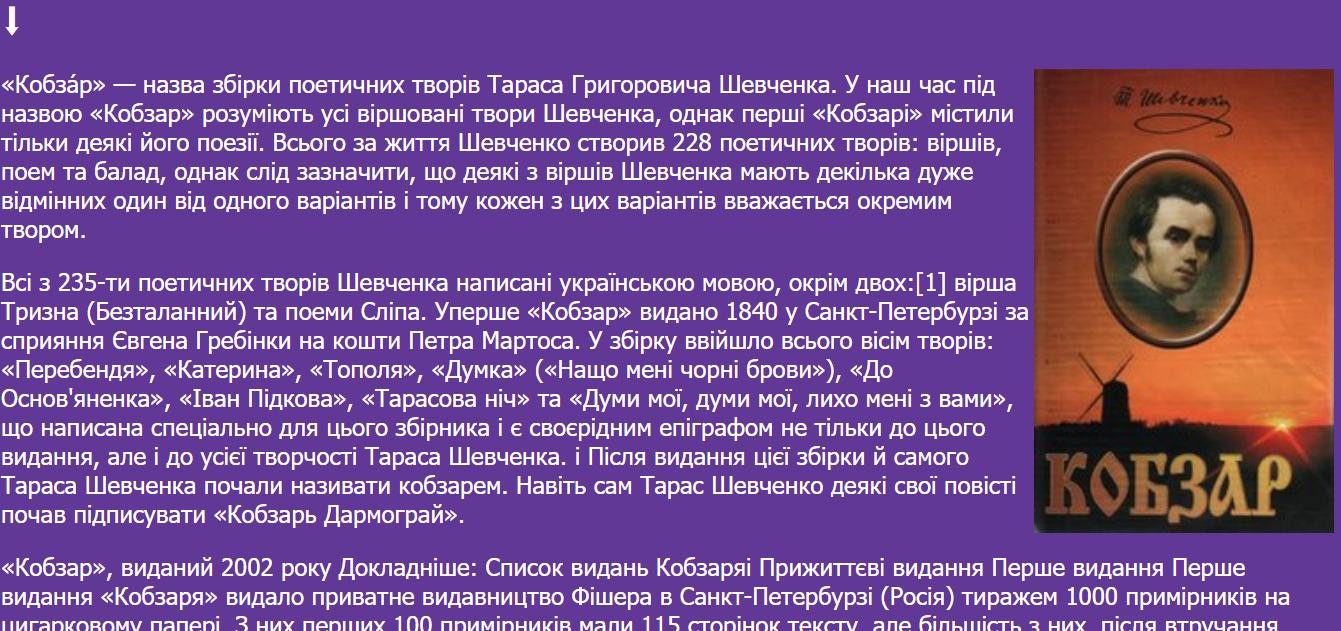 «Кобза́р» — назва збірки поетичних творів Тараса Григоровича Шевченка. У наш час під
назвою «Кобзар» розуміють усі віршовані твори Шевченка, однак перші «Кобзарі» містили
тільки деякі його поезії. Всього за життя Шевченко створив 228 поетичних творів: віршів,
поем та балад, однак слід зазначити, що деякі з віршів Шевченка мають декілька дуже
відмінних один від одного варіантів і тому кожен з цих варіантів вважається окремим
твором.
Всі з 235-ти поетичних творів Шевченка написані українською мовою, окрім двох:[1] вірша
Тризна (Безталанний) та поеми Сліпа. Уперше «Кобзар» видано 1840 у Санкт-Петербурзі за
сприяння Євгена Гребінки на кошти Петра Мартоса. У збірку ввійшло всього вісім творів:
«Перебендя», «Катерина», «Тополя», «Думка» («Нащо мені чорні брови»), «До
Основ'яненка», «Іван Підкова», «Тарасова ніч» та «Думи мої, думи мої, лихо мені з вами»,
що написана спеціально для цього збірника і є своєрідним епіграфом не тільки до цього
видання, але і до усієї творчості Тараса Шевченка. і Після видання цієї збірки й самого
Тараса Шевченка почали називати кобзарем. Навіть сам Тарас Шевченко деякі свої повісті
почав підписувати «Кобзарь Дармограй».
Т. Шевченко
КОБЗАР
«Кобзар», виданий 2002 року Докладніше: Список видань Кобзаряі Прижиттєві видання Перше видання Перше
видання «Кобзаря» видало приватне видавництво Фішера в Санкт-Петербурзі (Росія) тиражем 1000 примірників на
цигарковому папері. З них перших 100 примірників мали 115 сторінок тексту, але більшість з них, після втручання